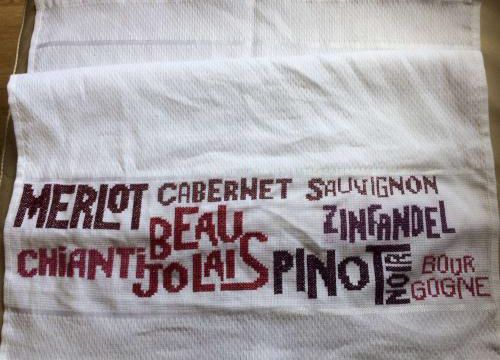 MERLOT
CABERNET SAUVIGNON
BEAU
JOLAIS
ZINFANDEL
CHIANTI
PINOT
NOIR
BOUR
GOGNE